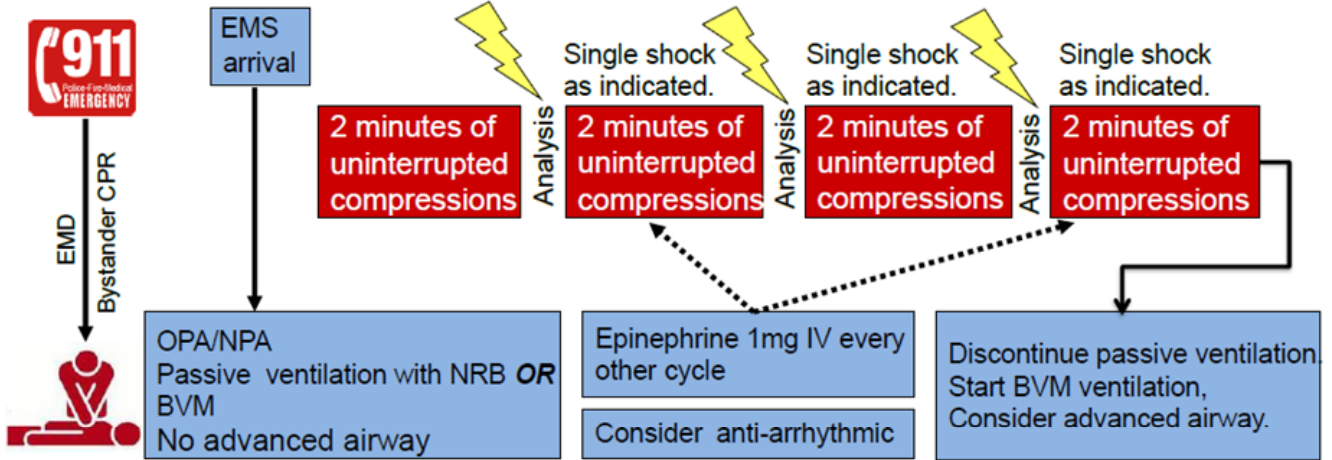 911
Police-Fire-Medical
EMERGENCY
EMD
Bystander CPR
EMS
arrival
2 minutes of
uninterrupted
compressions
Analysis
Single shock
as indicated.
2 minutes of
uninterrupted
compressions
Analysis
Single shock
as indicated.
2 minutes of
uninterrupted
compressions
Analysis
Single shock
as indicated.
2 minutes of
uninterrupted
compressions
OPA/NPA
Passive ventilation with NRB OR
BVM
No advanced airway
Epinephrine 1mg IV every
other cycle
Consider anti-arrhythmic
Discontinue passive ventilation.
Start BVM ventilation,
Consider advanced airway.